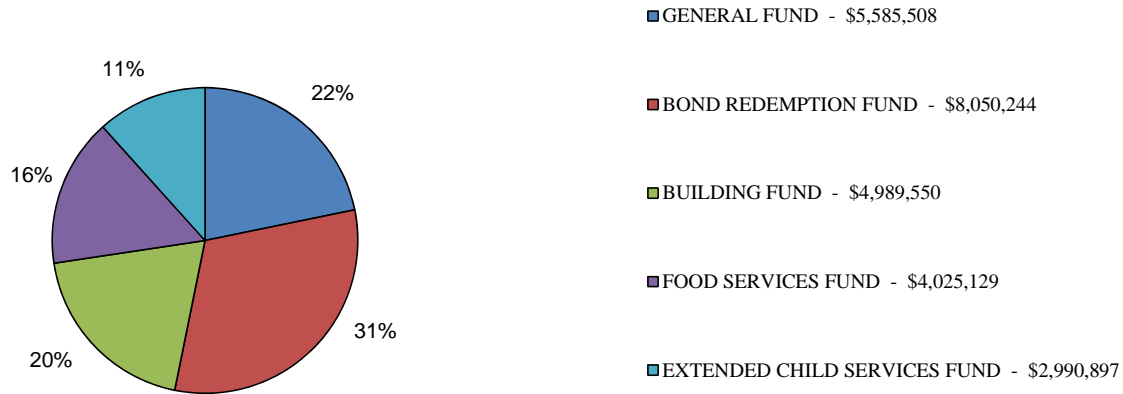 GENERAL FUND - $5,585,508
11%
22%
BOND REDEMPTION FUND - $8,050,244
16%
BUILDING FUND - $4,989,550
FOOD SERVICES FUND - $4,025,129
31%
20%
EXTENDED CHILD SERVICES FUND - $2,990,897